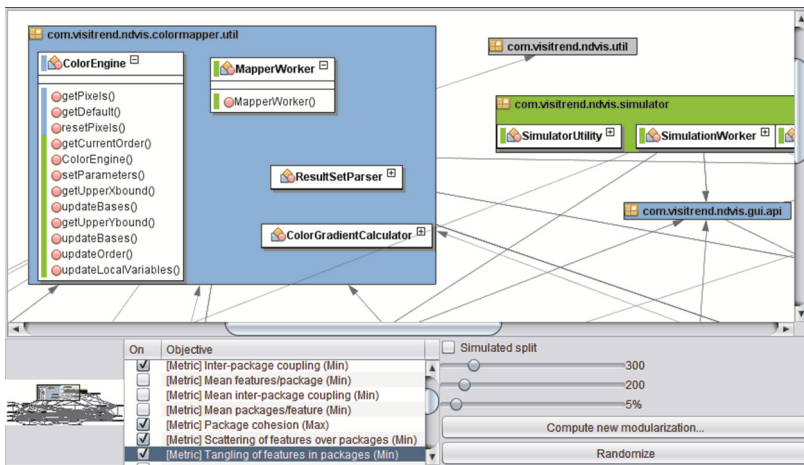 com.visitrend.ndvis.colormapper.util
ColorEngine
getPixels()
getDefault()
resetPixels()
getCurrentOrder()
ColorEngine()
setParameters()
getUpperXbound()
updateBases()
getUpperYbound()
updateBases()
updateOrder()
updateLocalVariables()
MapperWorker
MapperWorker()
ResultSetParser
ColorGradientCalculator
com.visitrend.ndvis.util
com.visitrend.ndvis.simulator
SimulatorUtility
SimulationWorker
com.visitrend.ndvis.gui.api
On Objective
[Metric] Inter-package coupling (Min)
[Metric] Mean features/package (Min)
[Metric] Mean inter-package coupling (Min)
[Metric] Mean packages/feature (Min)
[Metric] Package cohesion (Max)
[Metric] Scattering of features over packages (Min)
[Metric] Tangling of features in packages (Min)
Simulated split
300
200
5%
Compute new modularization...
Randomize